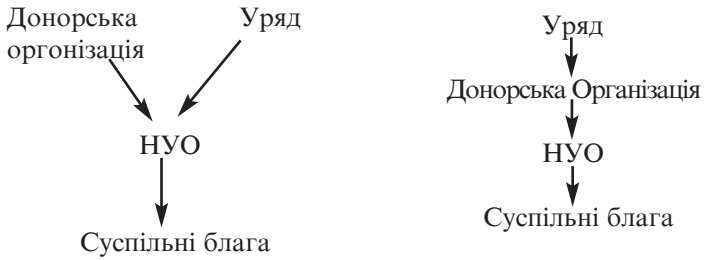 Донорська
оргонізація
Уряд
НУО
Суспільні блага
Уряд
Донорська Організація
НУО
Суспільні блага